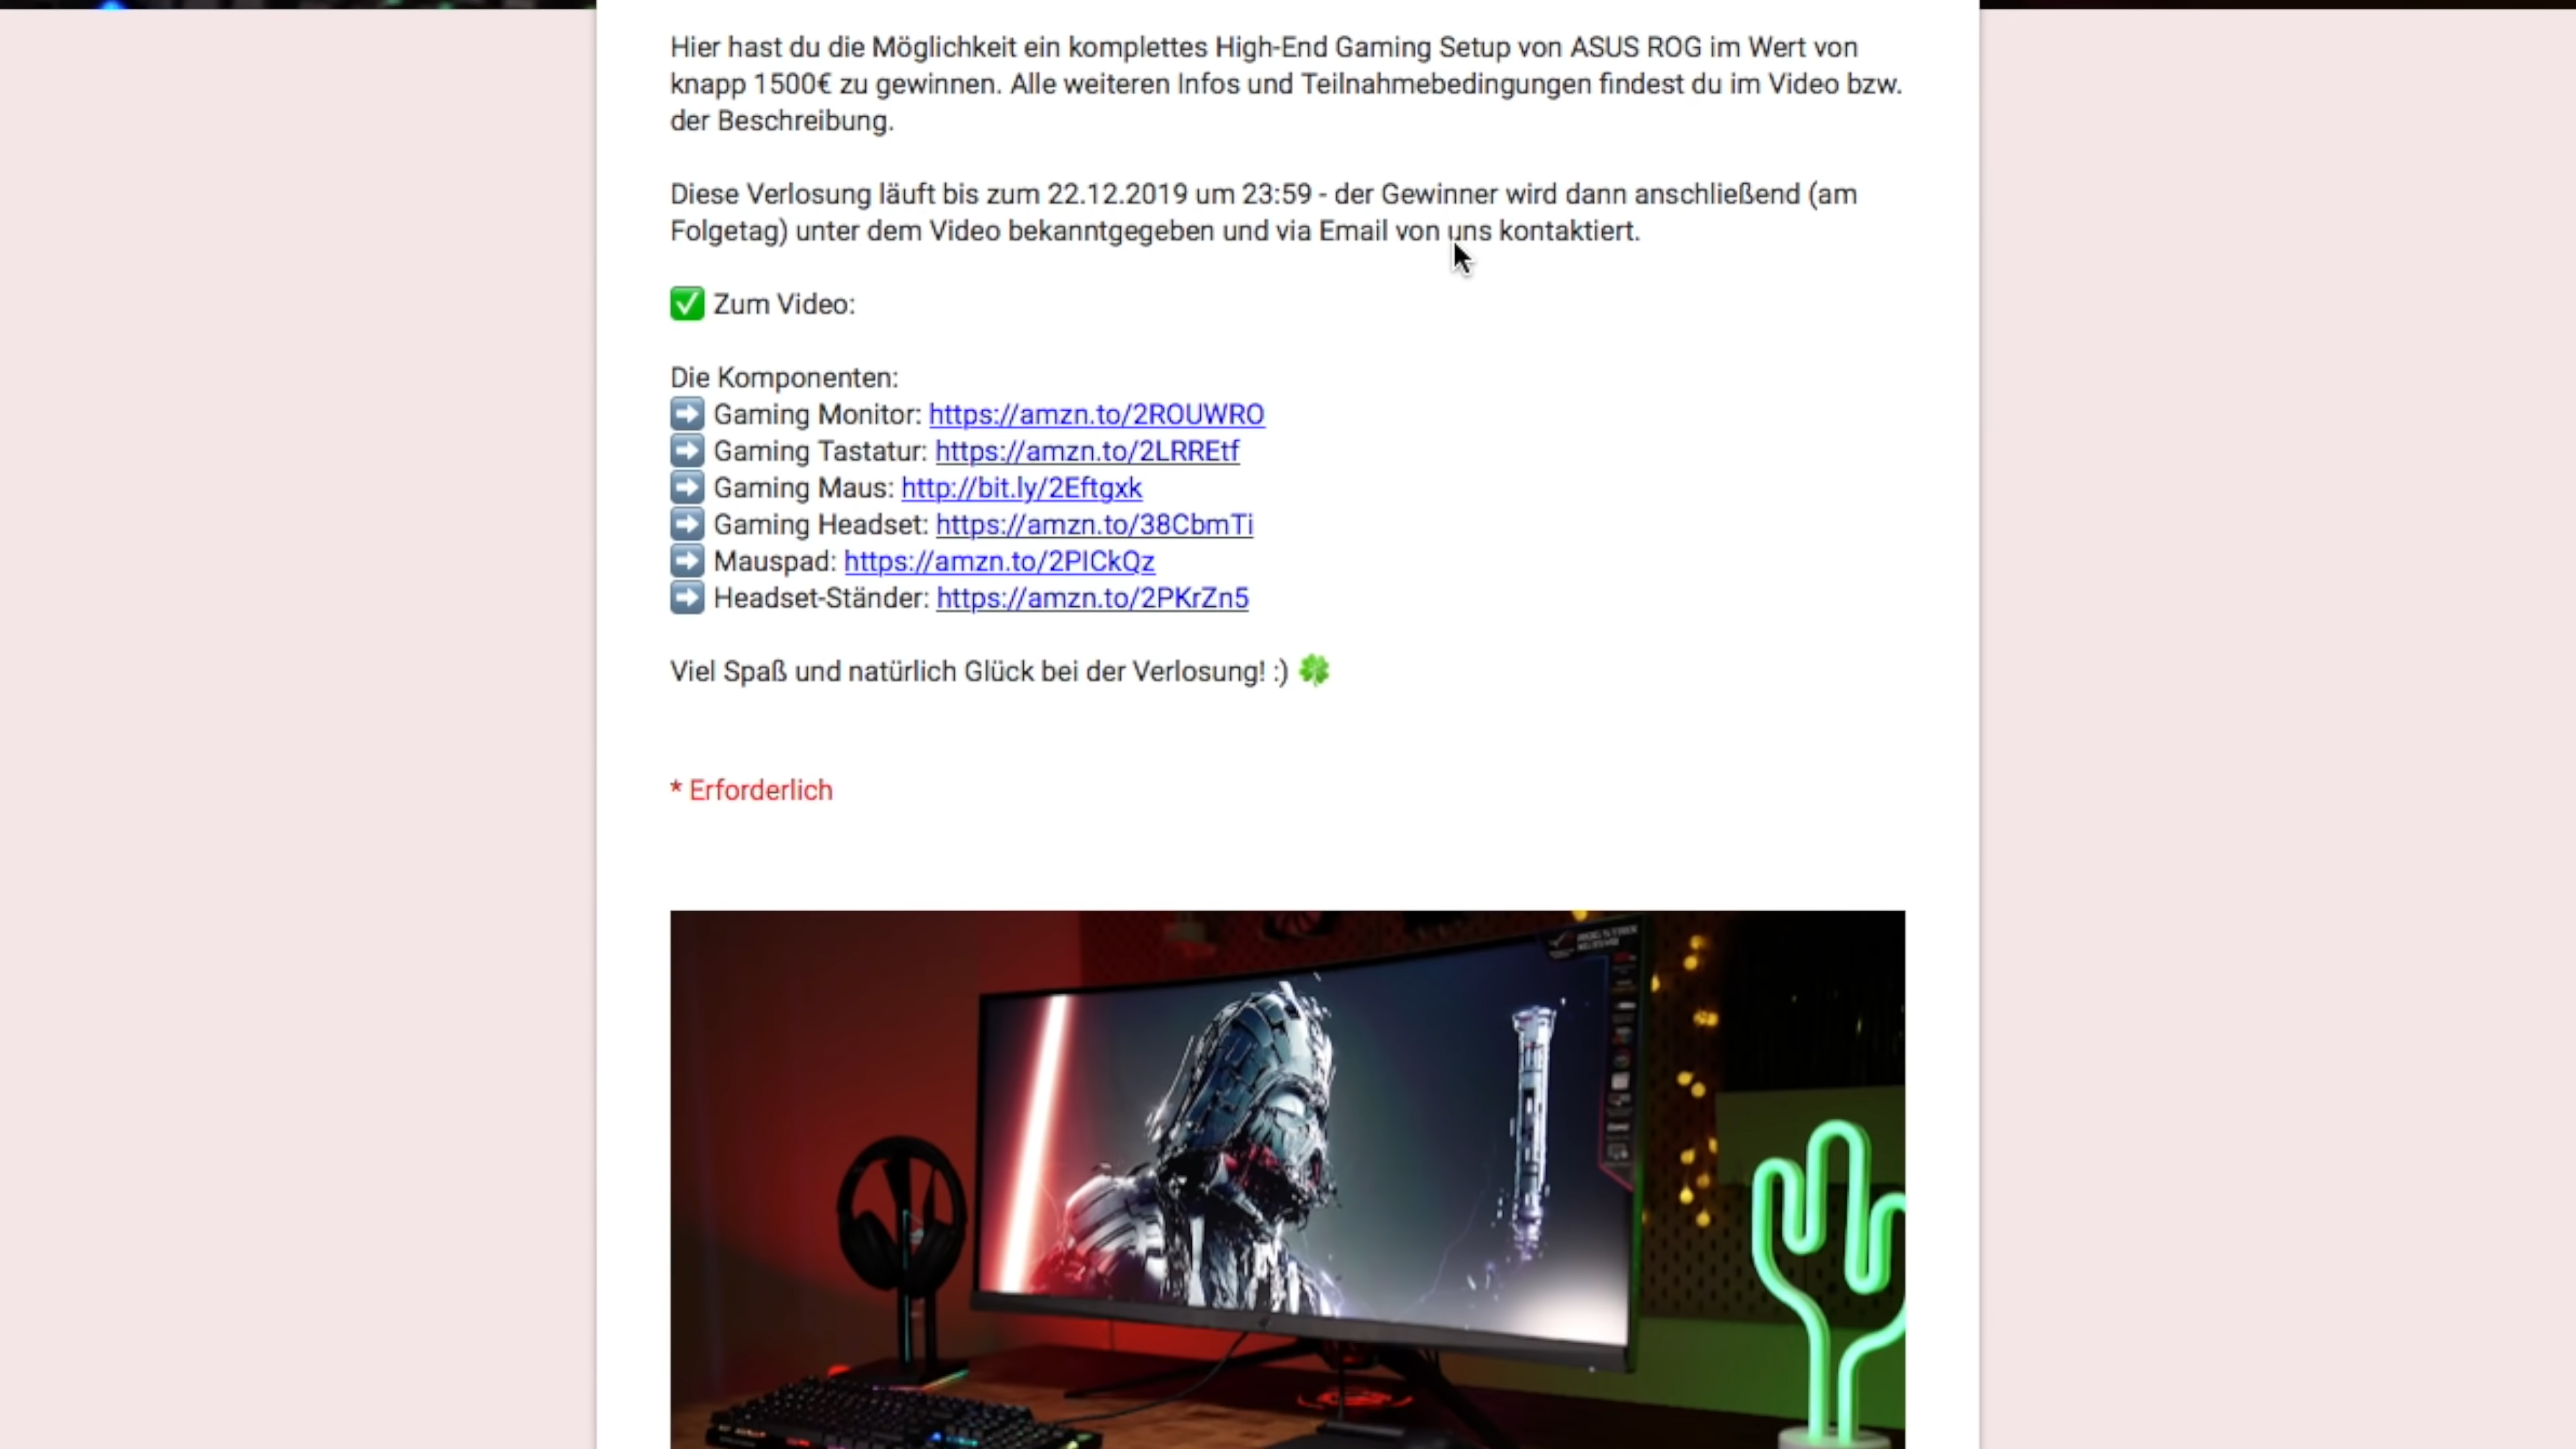 Hier hast du die Möglichkeit ein komplettes High-End Gaming Setup von ASUS ROG im Wert von
knapp 1500€ zu gewinnen. Alle weiteren Infos und Teilnahmebedingungen findest du im Video bzw.
der Beschreibung.
Diese Verlosung läuft bis zum 22.12.2019 um 23:59 - der Gewinner wird dann anschließend (am
Folgetag) unter dem Video bekanntgegeben und via Email von uns kontaktiert.
✅ Zum Video:
Die Komponenten:
➡️ Gaming Monitor: https://amzn.to/2ROUWRO
➡️ Gaming Tastatur: https://amzn.to/2LRREtf
➡️ Gaming Maus: http://bit.ly/2Eftgxk
➡️ Gaming Headset: https://amzn.to/38CbmTi
➡️ Mauspad: https://amzn.to/2PICkQz
➡️ Headset-Ständer: https://amzn.to/2PKrZn5
Viel Spaß und natürlich Glück bei der Verlosung! :) 🍀
* Erforderlich